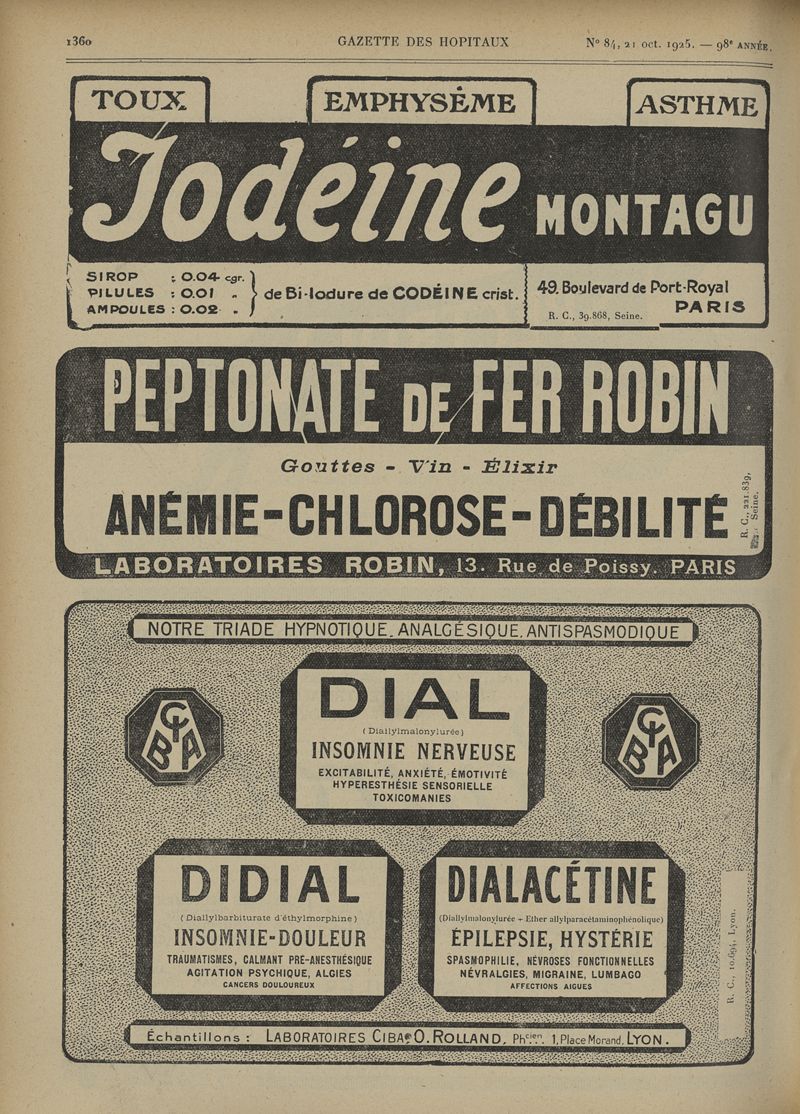 1360
GAZETTE DES HOPITAUX
N° 84, 21 oct. 1925. — 98e ANNÉE.
TOUX
EMPHYSÈME
ASTHME
Iodéine MONTAGU
SIROP : 0.04 cgr.
PILULES : 0.01 "
AMPOULES : 0.02 "
de Bi-Iodure de CODÉINE crist.
49. Boulevard de Port-Royal
PARIS
R. C., 39.868, Seine.
PEPTONATE DE FER ROBIN
Gouttes - Vin - Élixir
ANÉMIE-CHLOROSE-DÉBILITÉ
R. C., 221.839, Seine.
LABORATOIRES ROBIN, 13. Rue de Poissy. PARIS
NOTRE TRIADE HYPNOTIQUE. ANALGÉSIQUE. ANTISPASMODIQUE
DIAL
(Diallylmalonylurée)
INSOMNIE NERVEUSE
EXCITABILITÉ, ANXIÉTÉ, ÉMOTIVITÉ
HYPERESTHÉSIE SENSORIELLE
TOXICOMANIES
CIBA
CIBA
DIDIAL
(Diallylbarbiturate d'éthylmorphine)
INSOMNIE-DOULEUR
TRAUMATISMES, CALMANT PRÉ-ANESTHÉSIQUE
AGITATION PSYCHIQUE, ALGIES
CANCERS DOULOUREUX
DIALACÉTINE
(Diallylmalonylurée + Ether allylparacétaminophénolique)
ÉPILEPSIE, HYSTÉRIE
SPASMOPHILIE, NÉVROSES FONCTIONNELLES
NÉVRALGIES, MIGRAINE, LUMBAGO
AFFECTIONS AIGUES
R. C., 10.694, Lyon.
Échantillons : LABORATOIRES CIBA, O. ROLLAND, Phcien, 1, Place Morand, LYON.